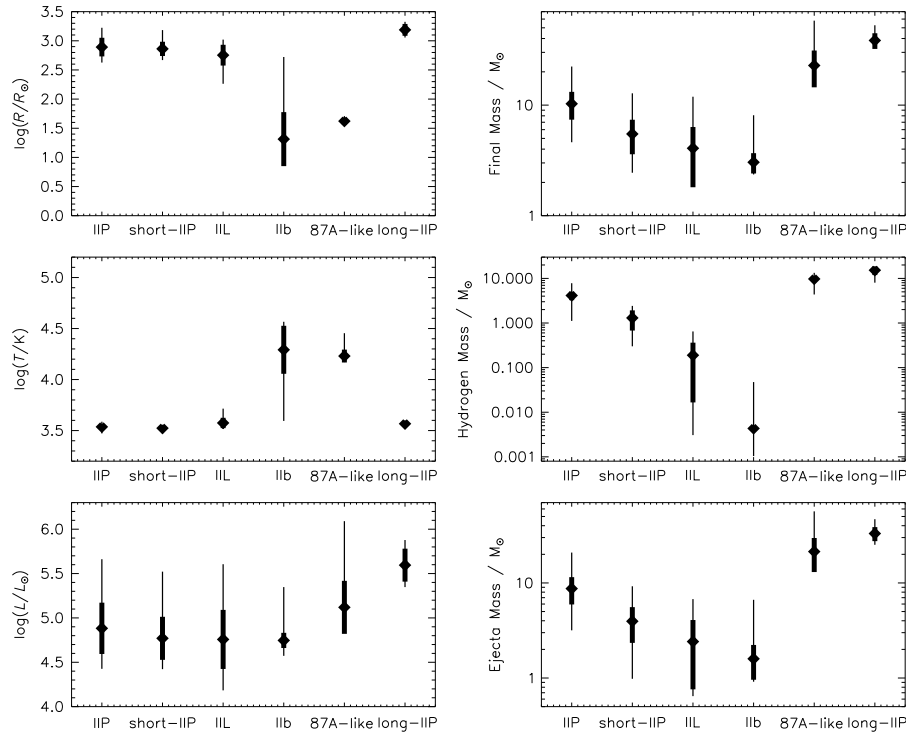 3.5
3.0
2.5
2.0
1.5
1.0
0.5
0.0
log(R/R☉)
IIP short-IIP IIL IIb 87A-like long-IIP
10
1
Final Mass / M☉
IIP short-IIP IIL IIb 87A-like long-IIP
5.0
4.5
4.0
3.5
log(T/K)
IIP short-IIP IIL IIb 87A-like long-IIP
10.000
1.000
0.100
0.010
0.001
Hydrogen Mass / M☉
IIP short-IIP IIL IIb 87A-like long-IIP
6.0
5.5
5.0
4.5
4.0
log(L/L☉)
IIP short-IIP IIL IIb 87A-like long-IIP
10
1
Ejecta Mass / M☉
IIP short-IIP IIL IIb 87A-like long-IIP